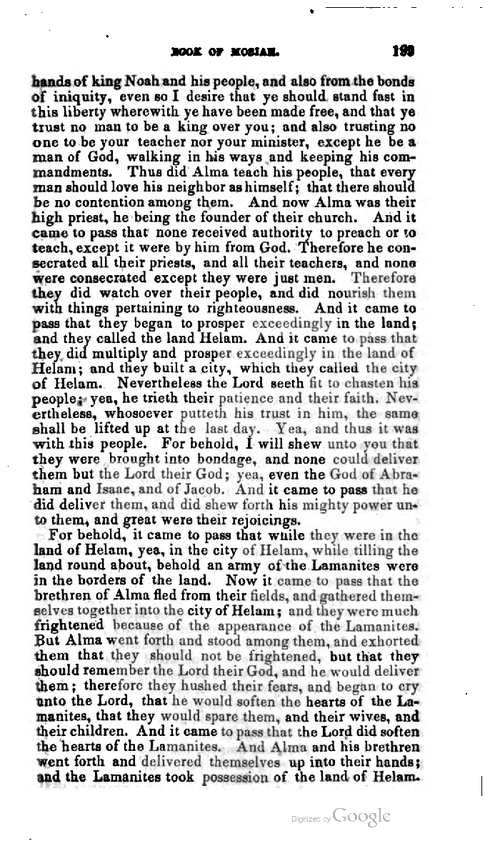 BOOK OF MOSIAH. 199
hands of king Noah and his people, and also from the bonds
of iniquity, even so I desire that ye should stand fast in
this liberty wherewith ye have been made free, and that ye
trust no man to be a king over you; and also trusting no
one to be your teacher nor your minister, except he be a
man of God, walking in his ways and keeping his com-
mandments. Thus did Alma teach his people, that every
man should love his neighbor as himself; that there should
be no contention among them. And now Alma was their
high priest, he being the founder of their church. And it
came to pass that none received authority to preach or to
teach, except it were by him from God. Therefore he con-
secrated all their priests, and all their teachers, and none
were consecrated except they were just men. Therefore
they did watch over their people, and did nourish them
with things pertaining to righteousness. And it came to
pass that they began to prosper exceedingly in the land;
and they called the land Helam. And it came to pass that
they did multiply and prosper exceedingly in the land of
Helam; and they built a city, which they called the city
of Helam. Nevertheless the Lord seeth fit to chasten his
people; yea, he trieth their patience and their faith. Nev-
ertheless, whosoever putteth his trust in him, the same
shall be lifted up at the last day. Yea, and thus it was
with this people. For behold, I will shew unto you that
they were brought into bondage, and none could deliver
them but the Lord their God; yea, even the God of Abra-
ham and Isaac, and of Jacob. And it came to pass that he
did deliver them, and did shew forth his mighty power un-
to them, and great were their rejoicings.
For behold, it came to pass that while they were in the
land of Helam, yea, in the city of Helam, while tilling the
land round about, behold an army of the Lamanites were
in the borders of the land. Now it came to pass that the
brethren of Alma fled from their fields, and gathered them-
selves together into the city of Helam; and they were much
frightened because of the appearance of the Lamanites.
But Alma went forth and stood among them, and exhorted
them that they should not be frightened, but that they
should remember the Lord their God, and he would deliver
them; therefore they hushed their fears, and began to cry
unto the Lord, that he would soften the hearts of the La-
manites, that they would spare them, and their wives, and
their children. And it came to pass that the Lord did soften
the hearts of the Lamanites. And Alma and his brethren
went forth and delivered themselves up into their hands;
and the Lamanites took possession of the land of Helam.
Digitized by Google